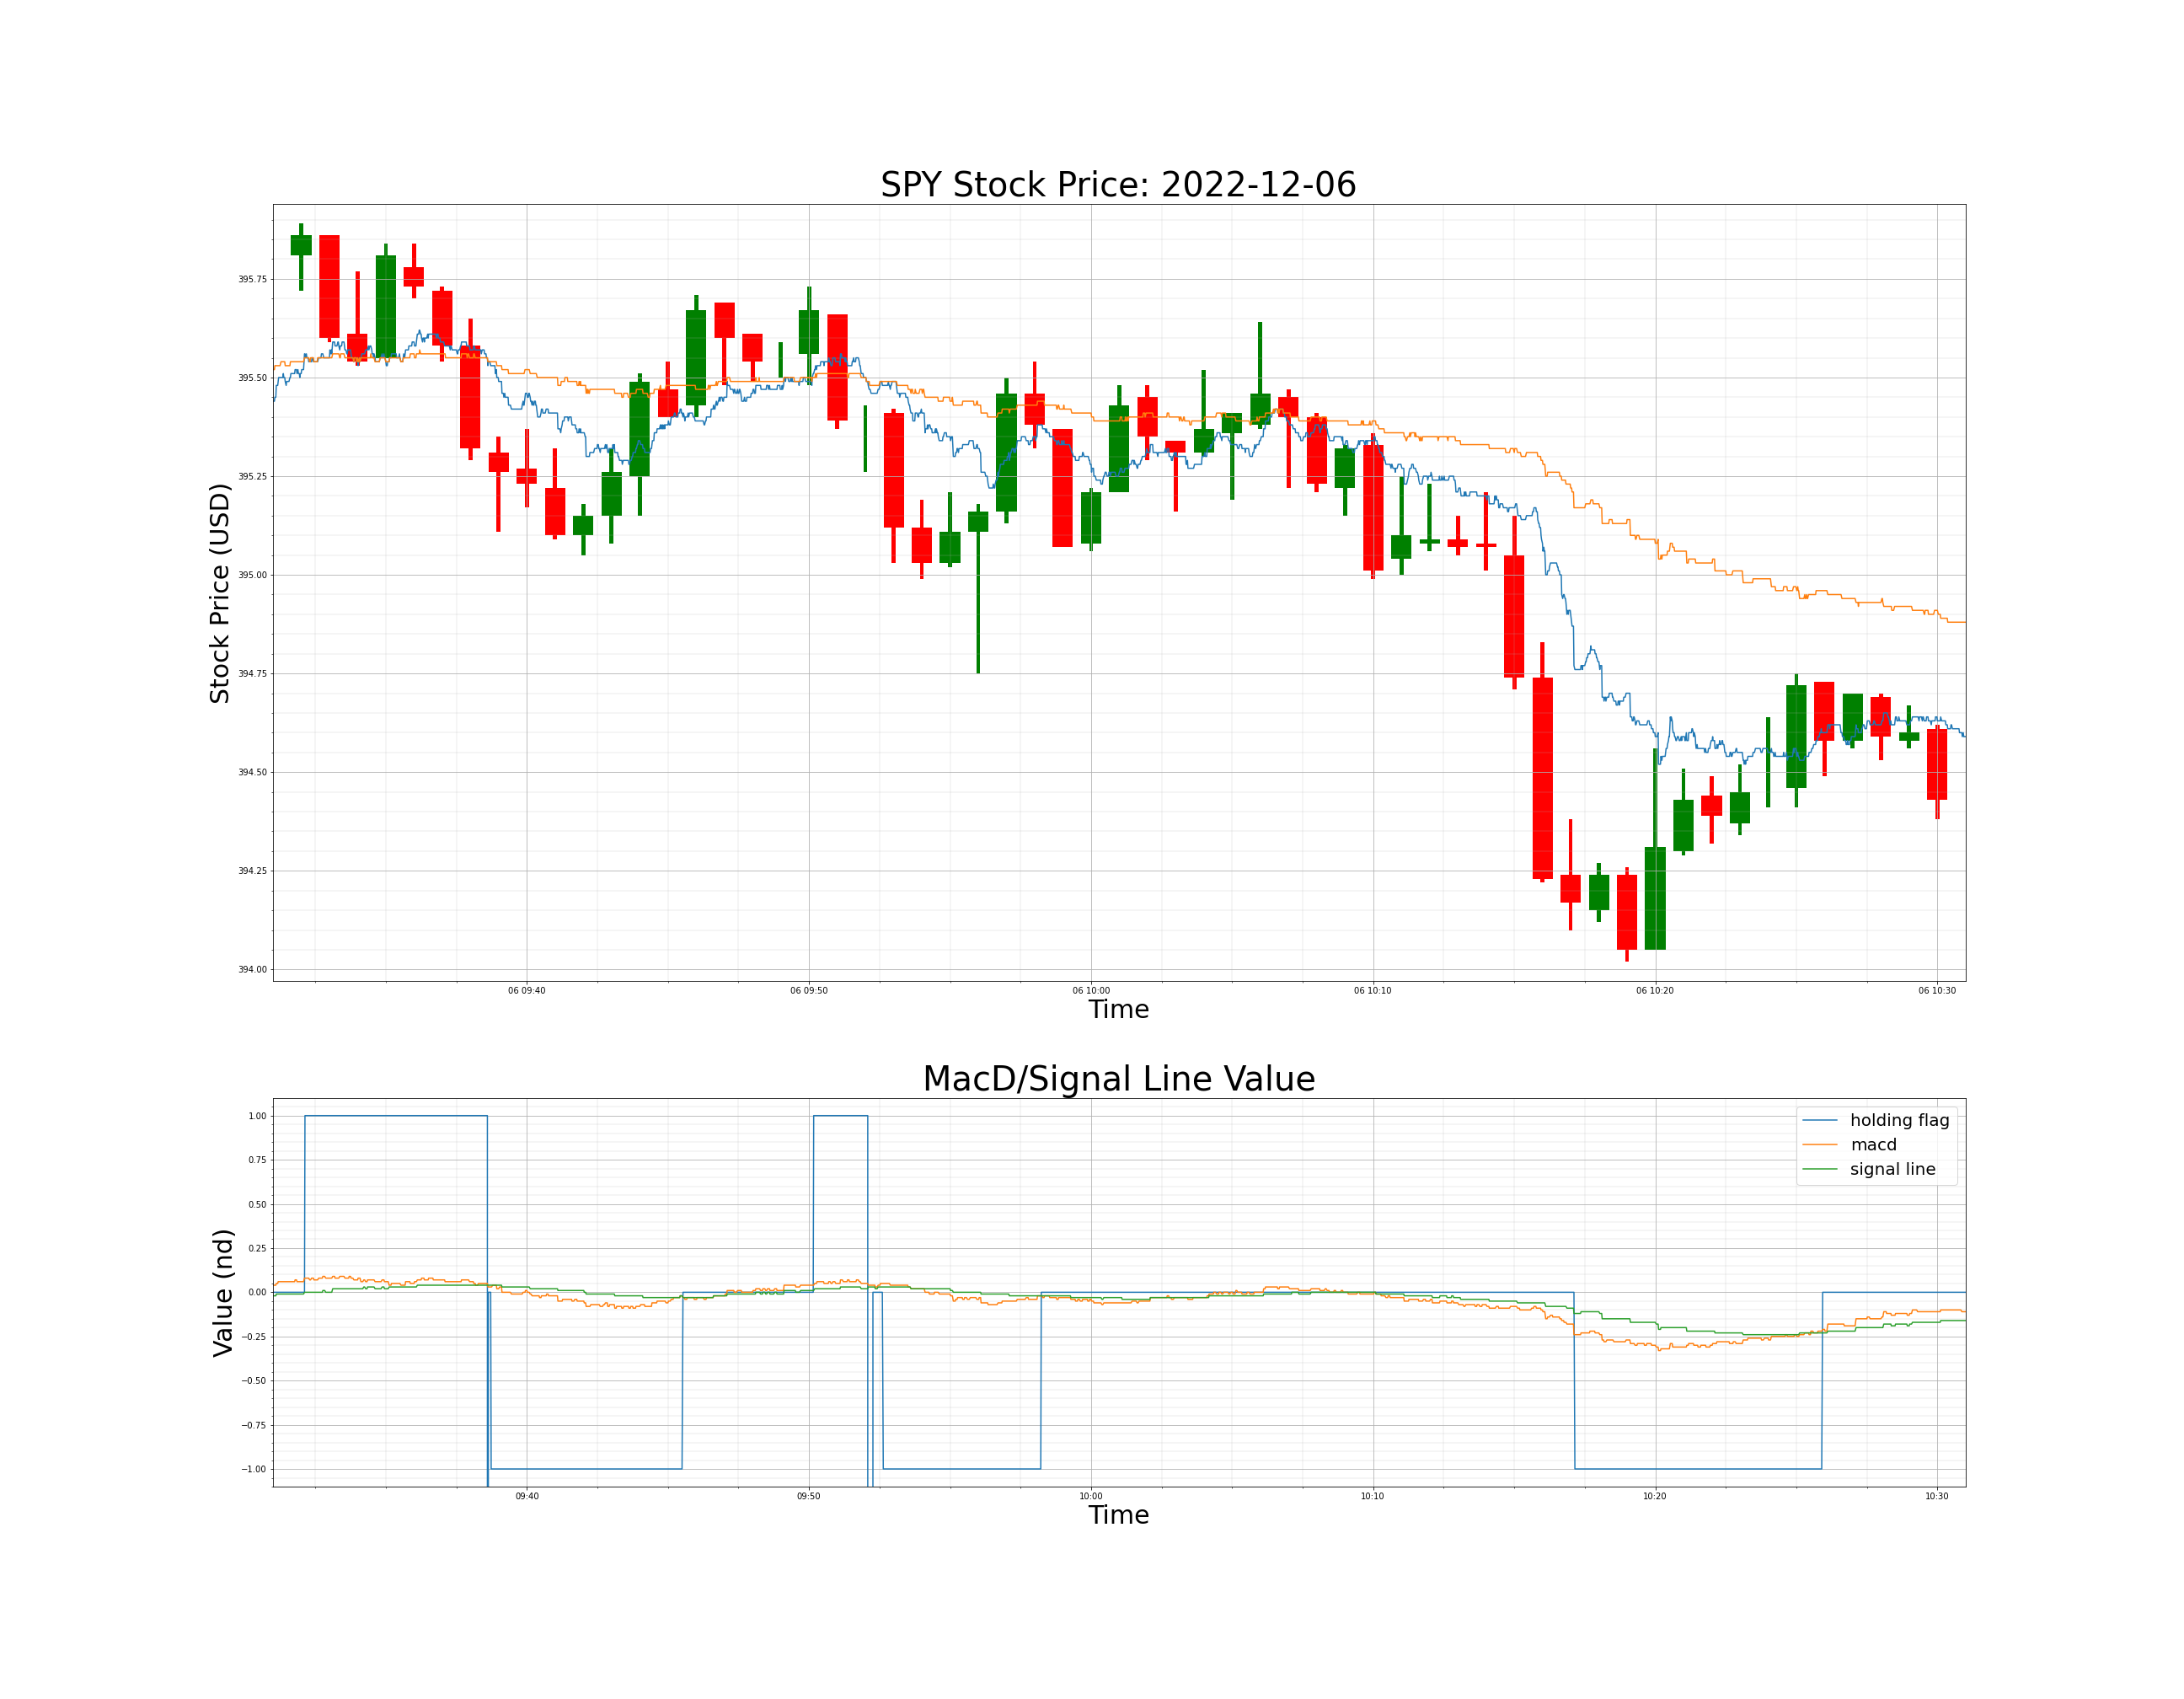 SPY Stock Price: 2022-12-06
Stock Price (USD)
395.75
395.50
395.25
395.00
394.75
394.50
394.25
394.00
06 09:40 06 09:50 06 10:00 06 10:10 06 10:20 06 10:30
Time
MacD/Signal Line Value
Value (nd)
1.00
0.75
0.50
0.25
0.00
−0.25
−0.50
−0.75
−1.00
holding flag
macd
signal line
09:40 09:50 10:00 10:10 10:20 10:30
Time